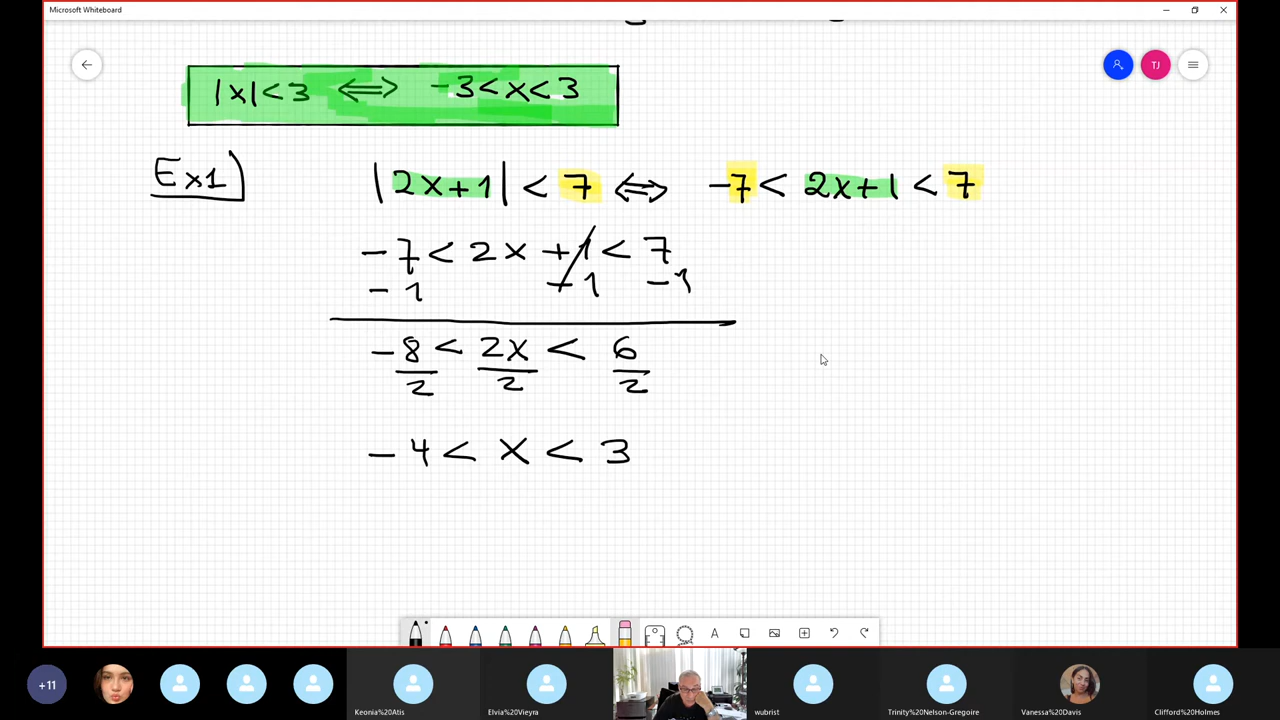 Microsoft Whiteboard
TJ
|x| < 3 ⟺ -3 < x < 3
Ex1) |2x+1| < 7 ⟺ -7 < 2x+1 < 7
-7 < 2x + 1 < 7
-1 -1 -1
-8/2 < 2x/2 < 6/2
-4 < x < 3
A
+11
Keonia%20Atis
Elvia%20Vieyra
wubrist
Trinity%20Nelson-Gregoire
Vanessa%20Davis
Clifford%20Holmes